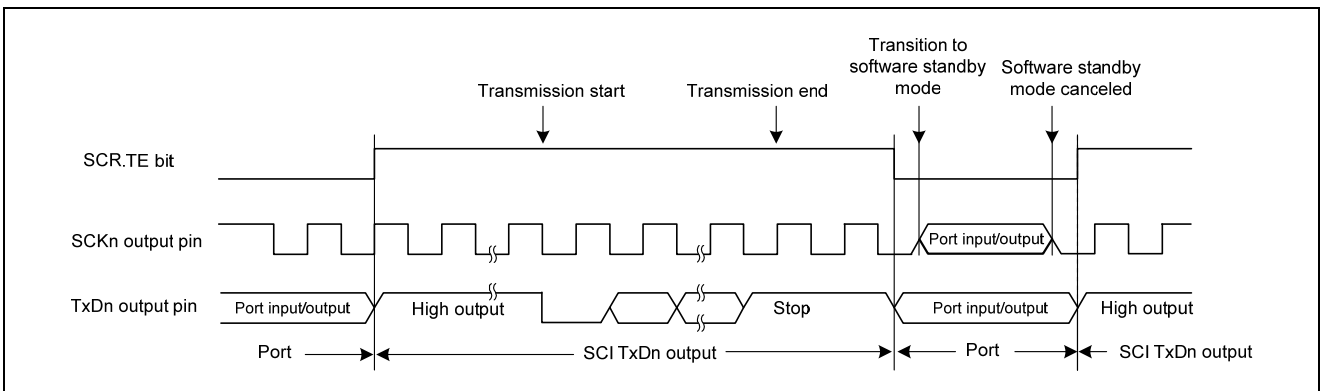 Transition to
software standby
mode
Software standby
mode canceled
Transmission start
Transmission end
SCR.TE bit
SCKn output pin
Port input/output
TxDn output pin
Port input/output
High output
Stop
Port input/output
High output
Port
SCI TxDn output
Port
SCI TxDn output